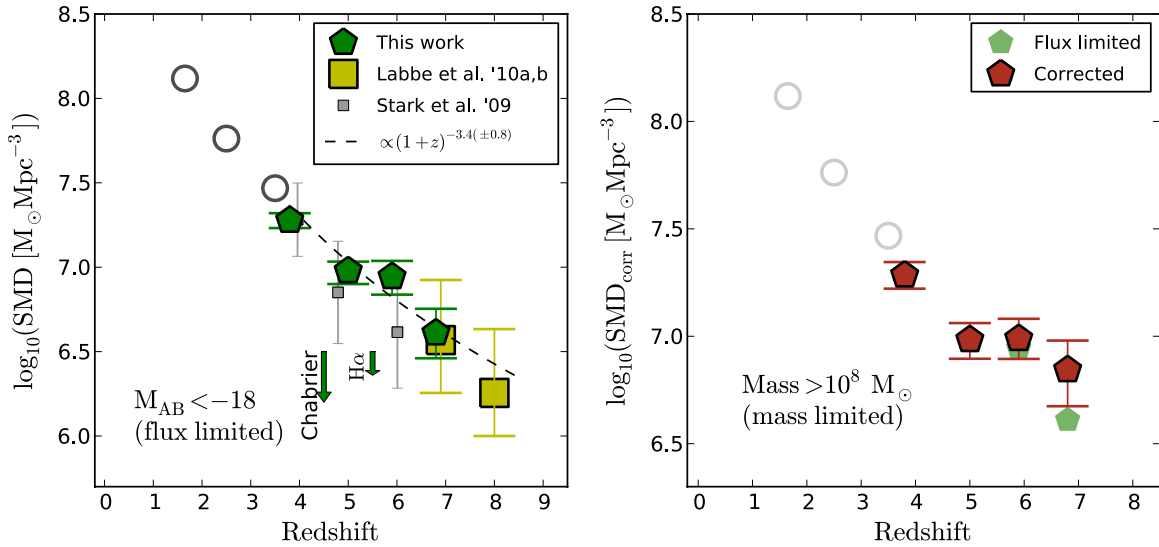 8.5
8.0
7.5
7.0
6.5
6.0
log₁₀(SMD [M⊙Mpc⁻³])
This work
Labbe et al. '10a,b
Stark et al. '09
∝(1+z)^−3.4(±0.8)
Chabrier
Hα
M_AB<−18
(flux limited)
0 1 2 3 4 5 6 7 8 9
Redshift
8.5
8.0
7.5
7.0
6.5
log₁₀(SMD_corr [M⊙Mpc⁻³])
Flux limited
Corrected
Mass>10⁸ M⊙
(mass limited)
0 1 2 3 4 5 6 7 8
Redshift